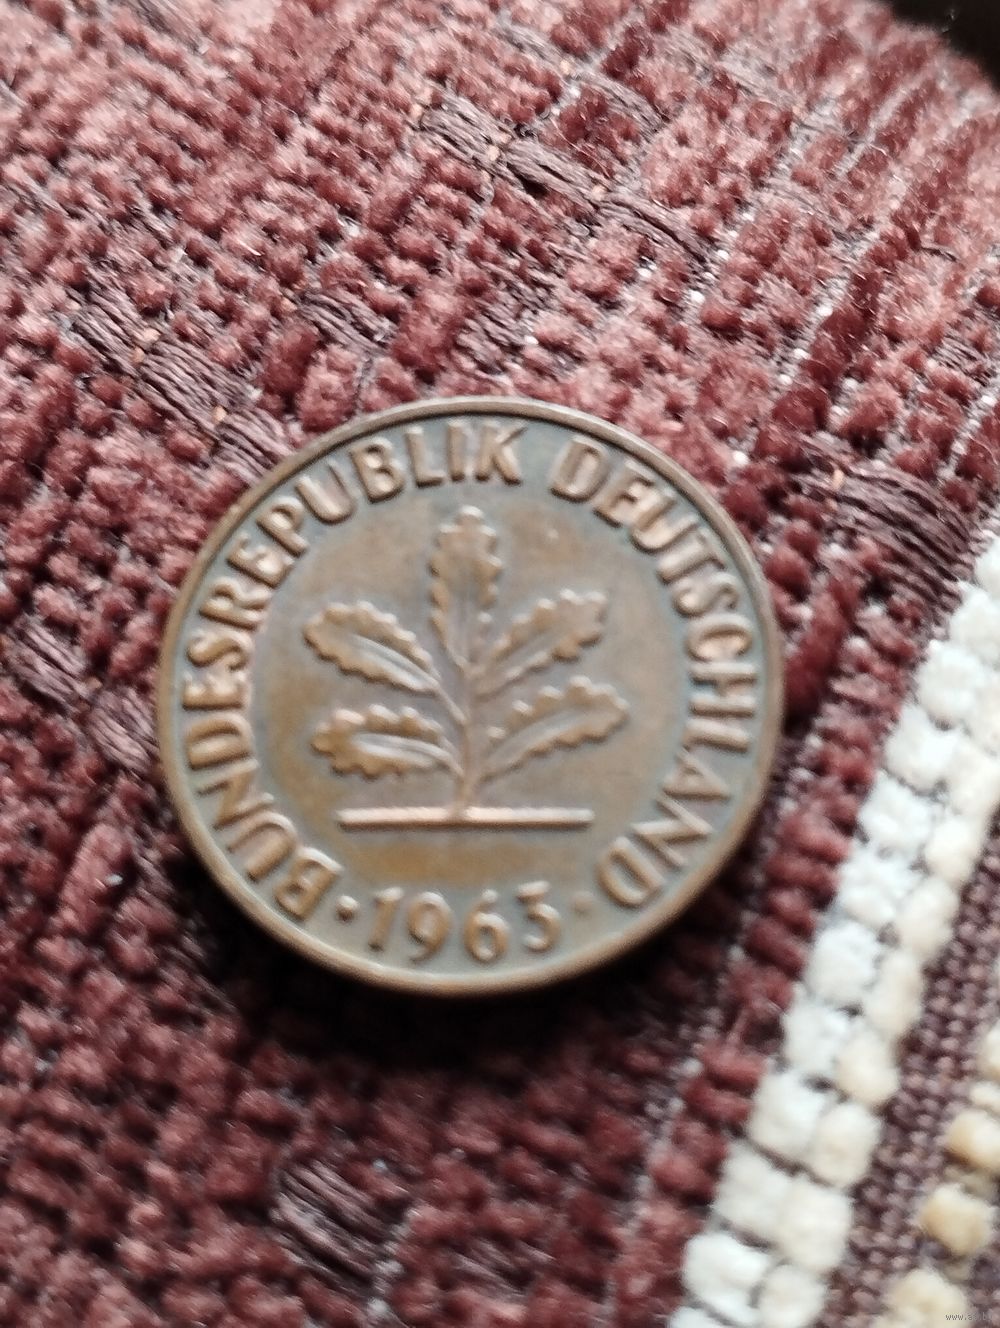 BUNDESREPUBLIK DEUTSCHLAND
· 1963 ·